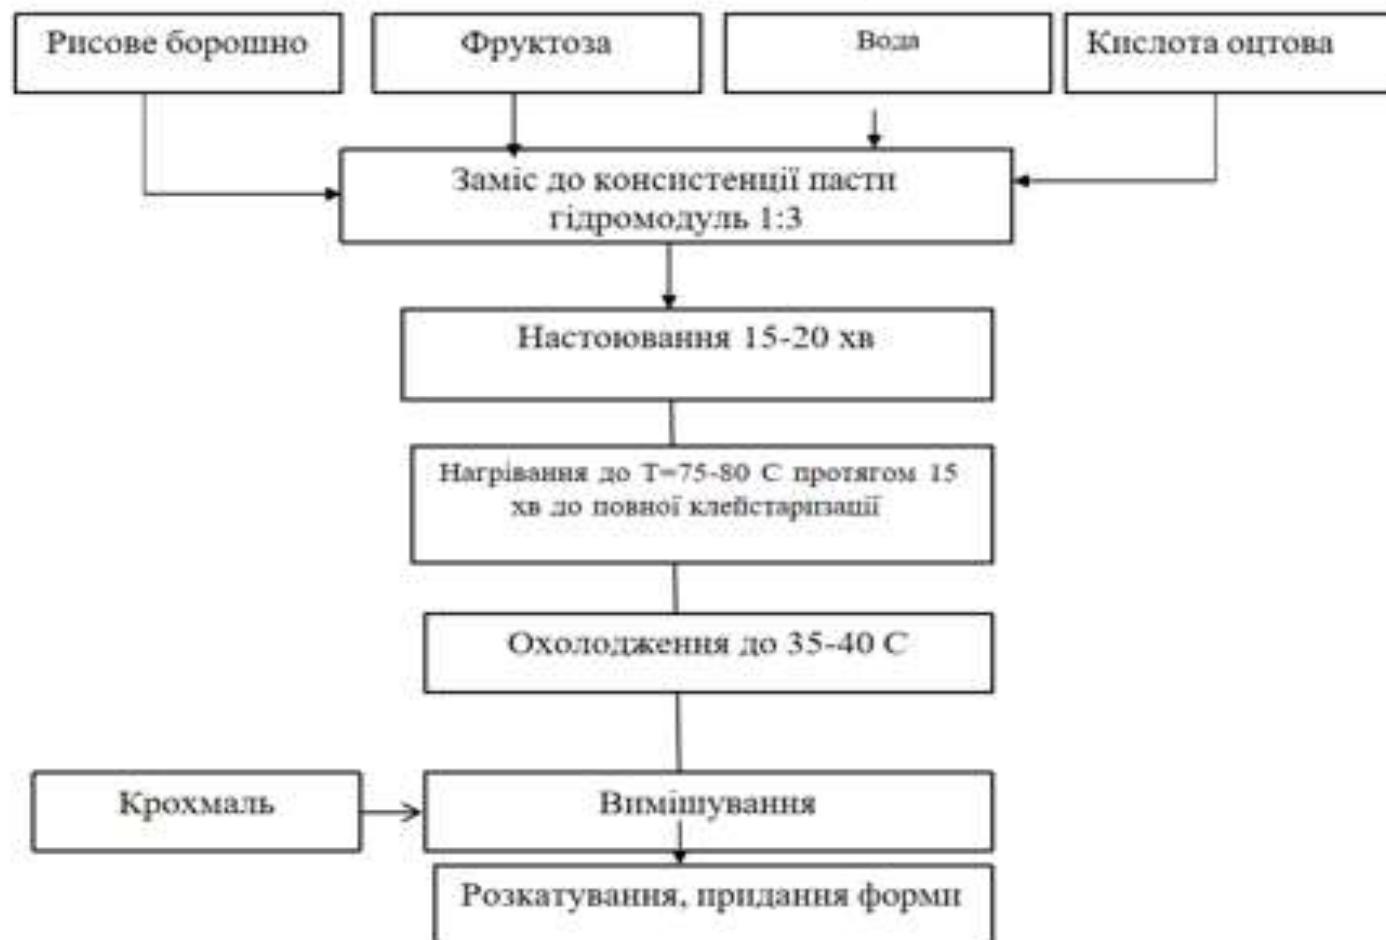 Рисове борошно
Фруктоза
Вода
Кислота оцтова
Заміс до консистенції пасти
гідромодуль 1:3
Настоювання 15-20 хв
Нагрівання до Т=75-80 С протягом 15
хв до повної клейстаризації
Охолодження до 35-40 С
Крохмаль
Вимішування
Розкатування, придання форми